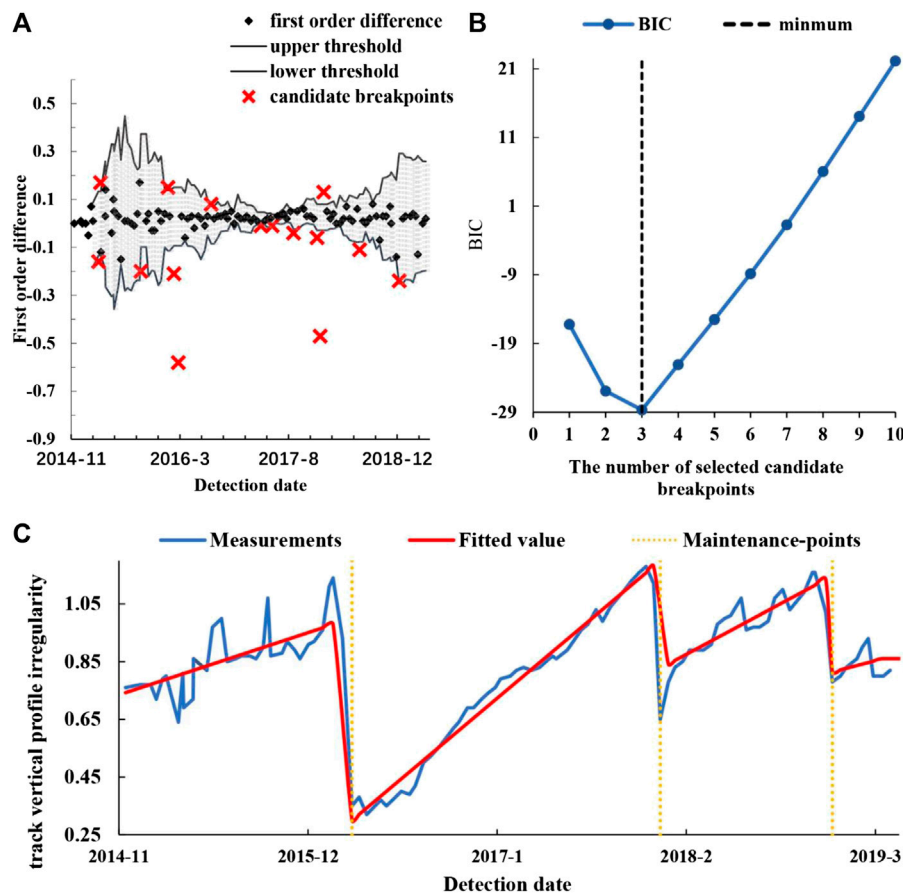 A
first order difference
upper threshold
lower threshold
candidate breakpoints
First order difference
0.5
0.3
0.1
-0.1
-0.3
-0.5
-0.7
-0.9
2014-11 2016-3 2017-8 2018-12
Detection date
B
BIC minmum
BIC
21
11
1
-9
-19
-29
0 1 2 3 4 5 6 7 8 9 10
The number of selected candidate
breakpoints
C
Measurements Fitted value Maintenance-points
track vertical profile irregularity
1.05
0.85
0.65
0.45
0.25
2014-11 2015-12 2017-1 2018-2 2019-3
Detection date